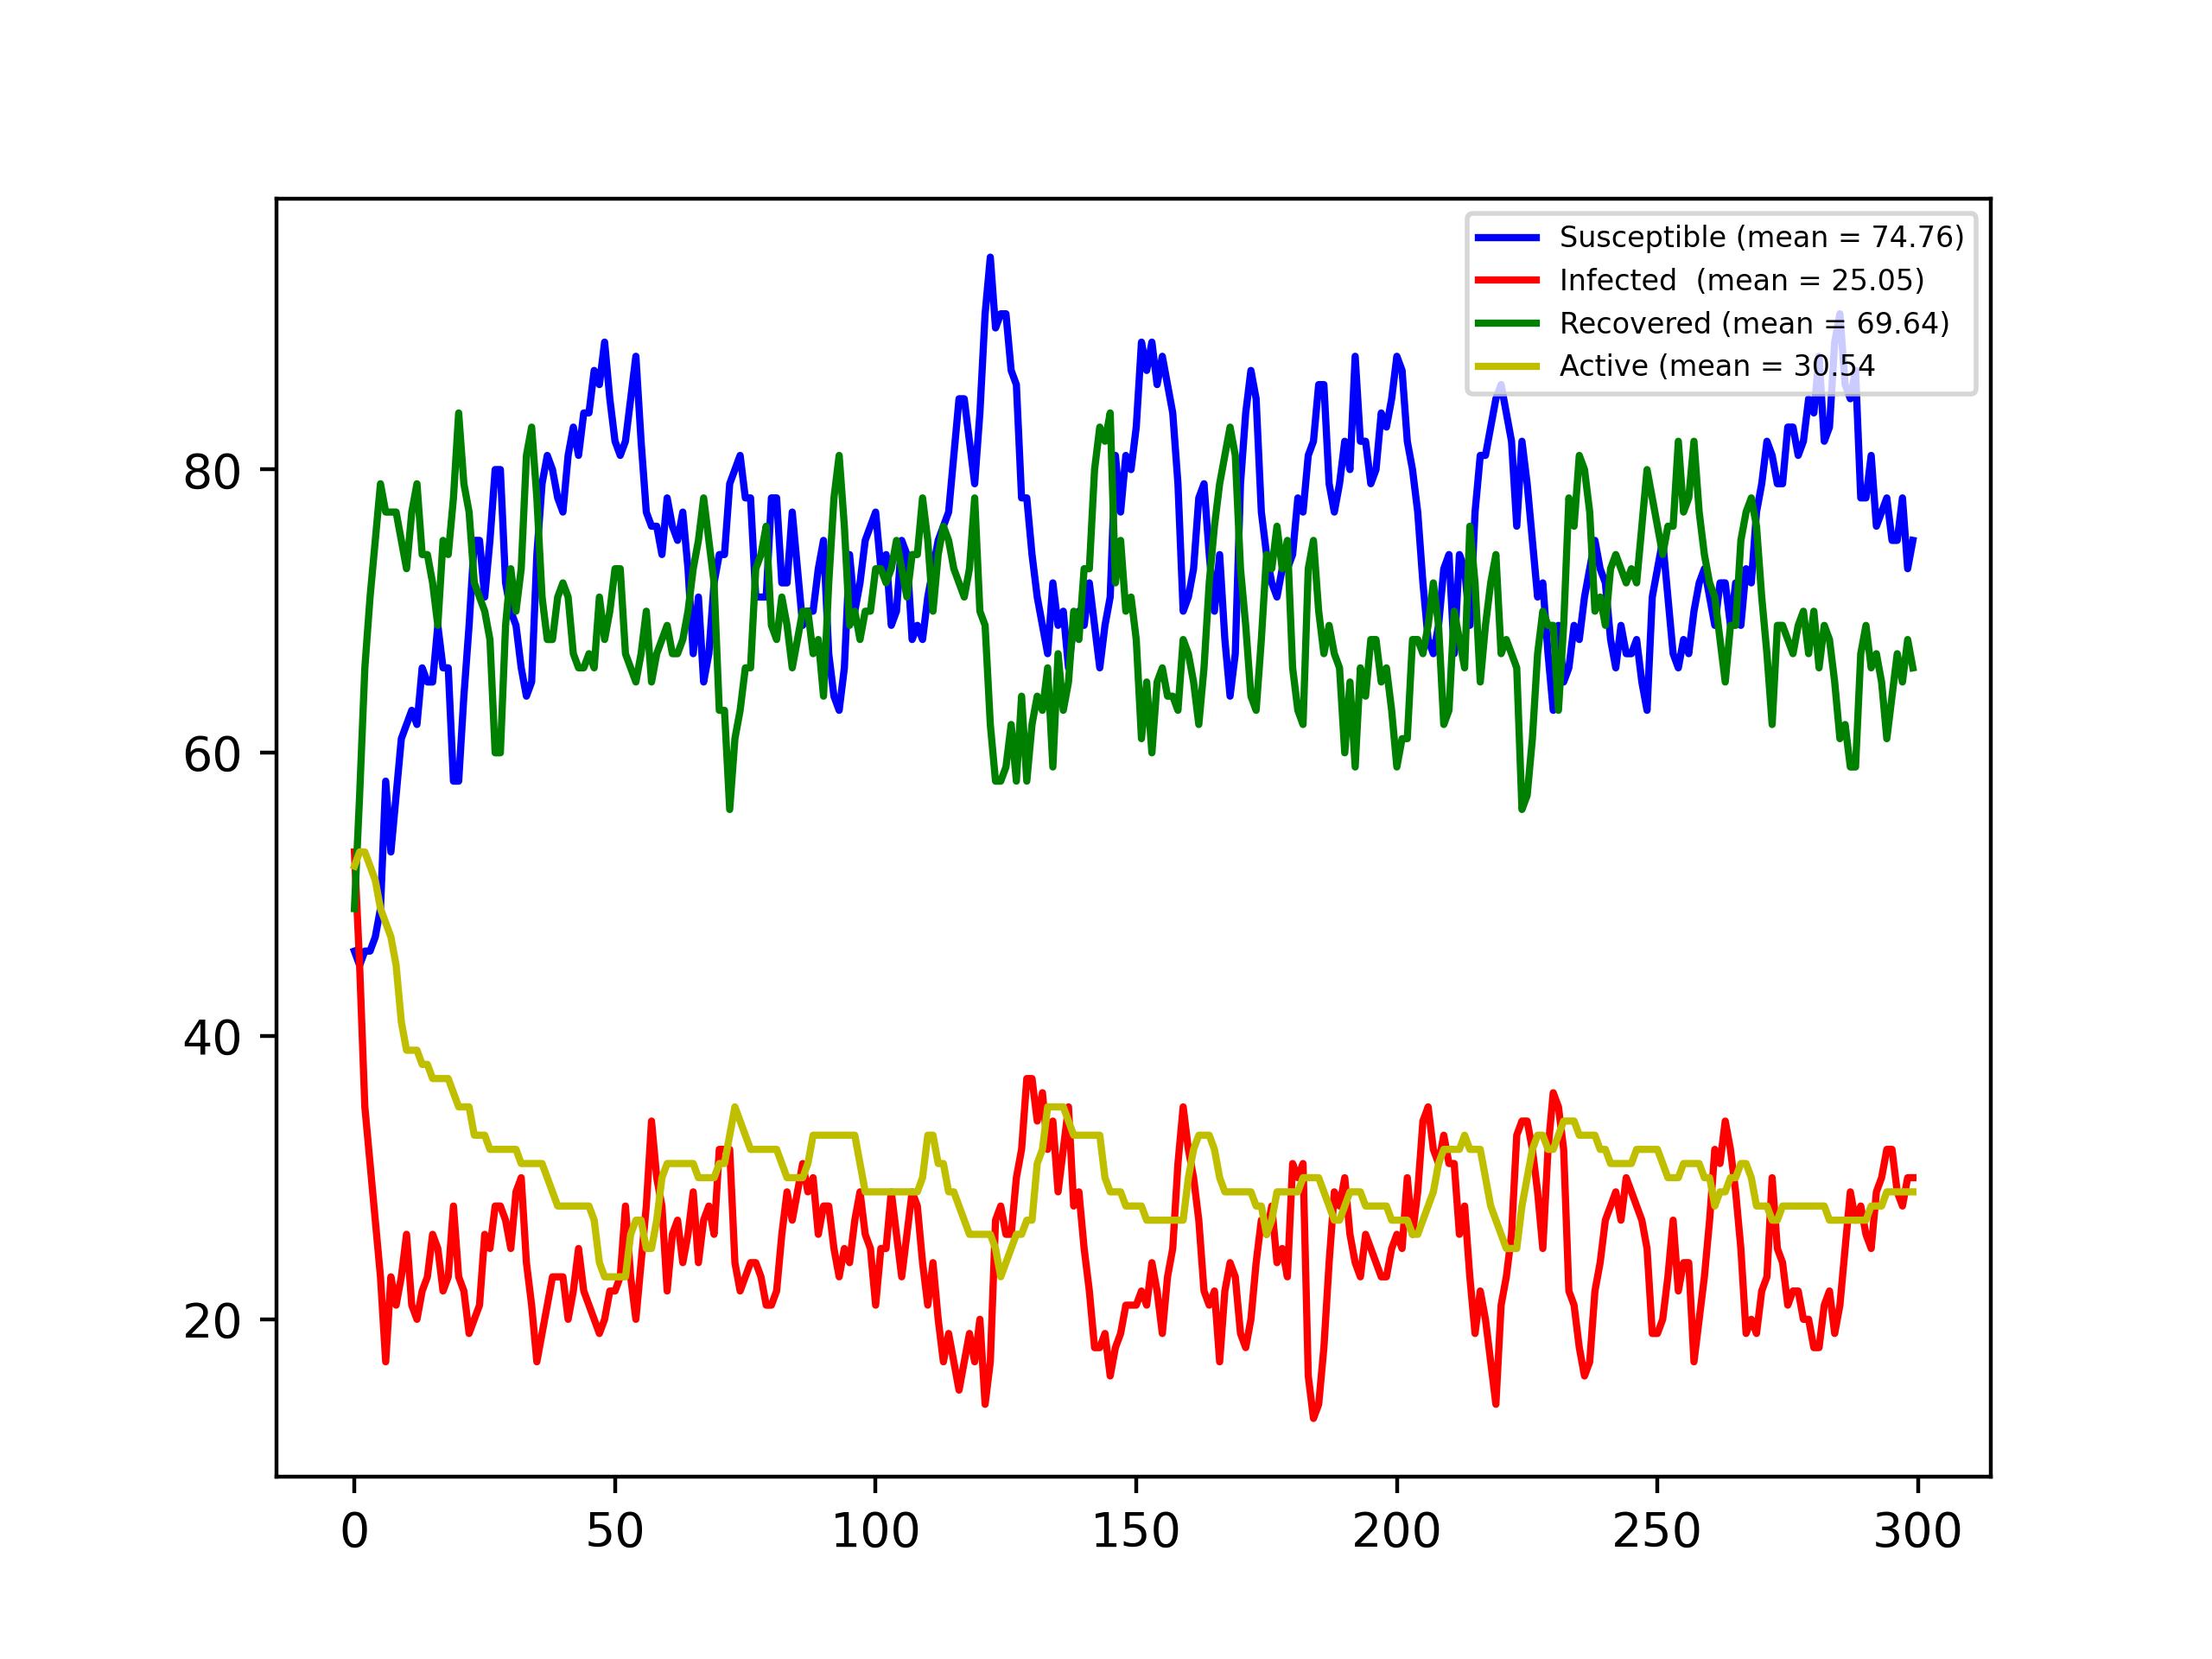 Susceptible (mean = 74.76)
Infected  (mean = 25.05)
Recovered (mean = 69.64)
Active (mean = 30.54
80
60
40
20
0 50 100 150 200 250 300